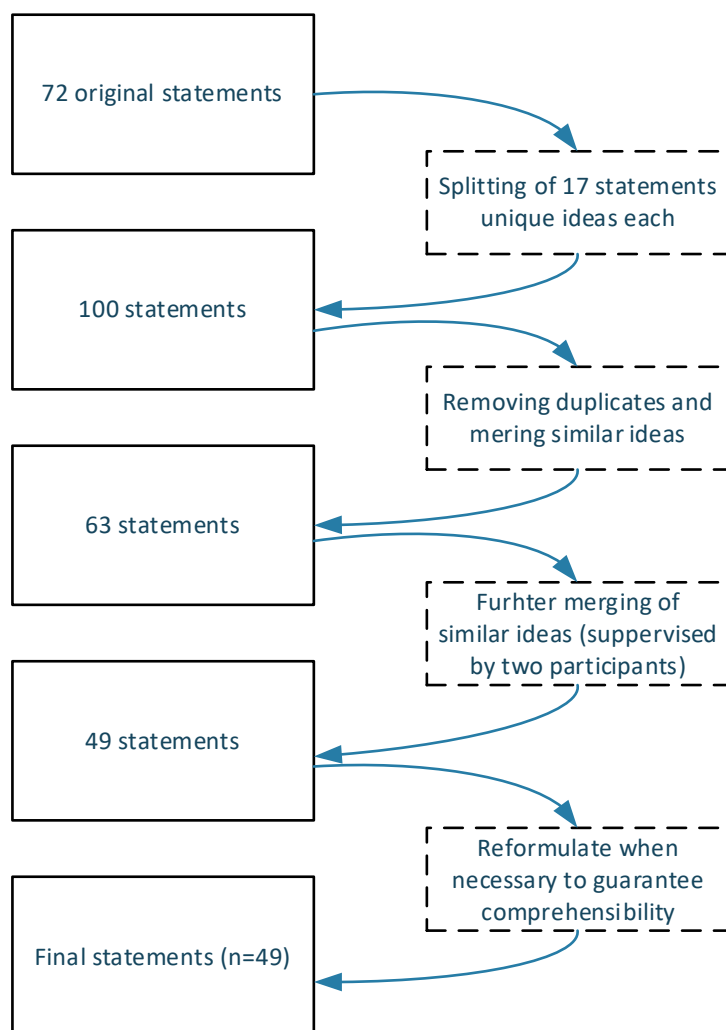 72 original statements
Splitting of 17 statements
unique ideas each
100 statements
Removing duplicates and
mering similar ideas
63 statements
Furhter merging of
similar ideas (suppervised
by two participants)
49 statements
Reformulate when
necessary to guarantee
comprehensibility
Final statements (n=49)